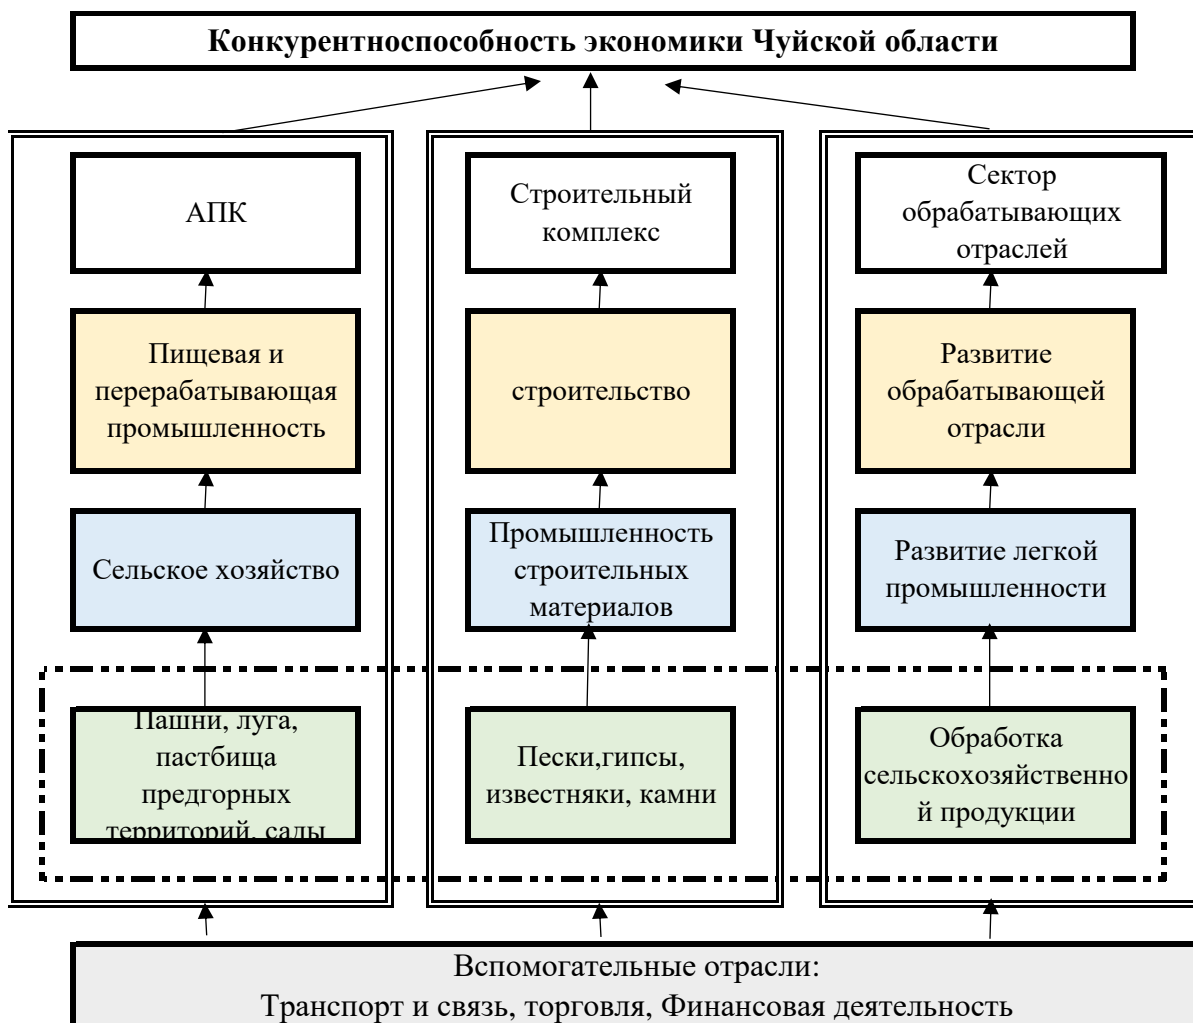 Конкурентноспособность экономики Чуйской области
АПК
Строительный
комплекс
Сектор
обрабатывающих
отраслей
Пищевая и
перерабатывающая
промышленность
строительство
Развитие
обрабатывающей
отрасли
Сельское хозяйство
Промышленность
строительных
материалов
Развитие легкой
промышленности
Пашни, луга,
пастбища
предгорных
территорий, сады
Пески,гипсы,
известняки, камни
Обработка
сельскохозяйственно
й продукции
Вспомогательные отрасли:
Транспорт и связь, торговля, Финансовая деятельность